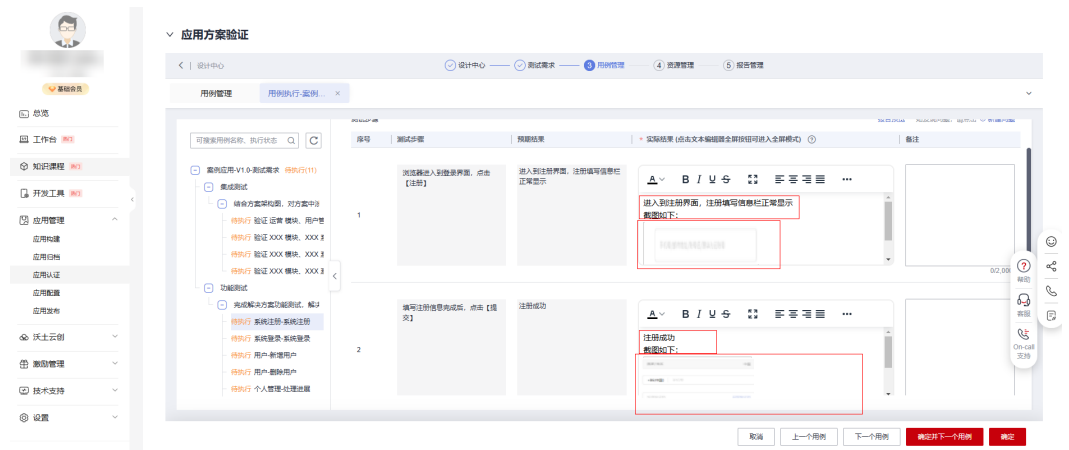 基础会员
总览
工作台 热门
知识课程 热门
开发工具 热门
应用管理
应用构建
应用归档
应用认证
应用配置
应用发布
沃土云创
激励管理
技术支持
设置
应用方案验证
设计中心
设计中心
测试需求
3 用例管理
4 资源管理
5 报告管理
用例管理
用例执行-案例... ×
测试步骤
可搜索用例名称、执行状态
案例应用-V1.0-测试需求 待执行(11)
集成测试
结合方案架构图，对方案中涉
待执行 验证 运营 模块、用户管
待执行 验证 XXX 模块、XXX 系
待执行 验证 XXX 模块、XXX 系
待执行 验证 XXX 模块、XXX 系
功能测试
完成解决方案功能测试，解决
待执行 系统注册-系统注册
待执行 系统登录-系统登录
待执行 用户-新增用户
待执行 用户-删除用户
待执行 个人管理-处理进展
序号
测试步骤
预期结果
* 实际结果 (点击文本编辑器全屏按钮可进入全屏模式)
备注
1
浏览器进入到登录界面，点击
【注册】
进入到注册界面，注册填写信息栏
正常显示
A B I U S
进入到注册界面，注册填写信息栏正常显示
截图如下：
0/2,000
2
填写注册信息完成后，点击【提
交】
注册成功
A B I U S
注册成功
截图如下：
取消
上一个用例
下一个用例
确定并下一个用例
确定
帮助
客服
On-call
支持